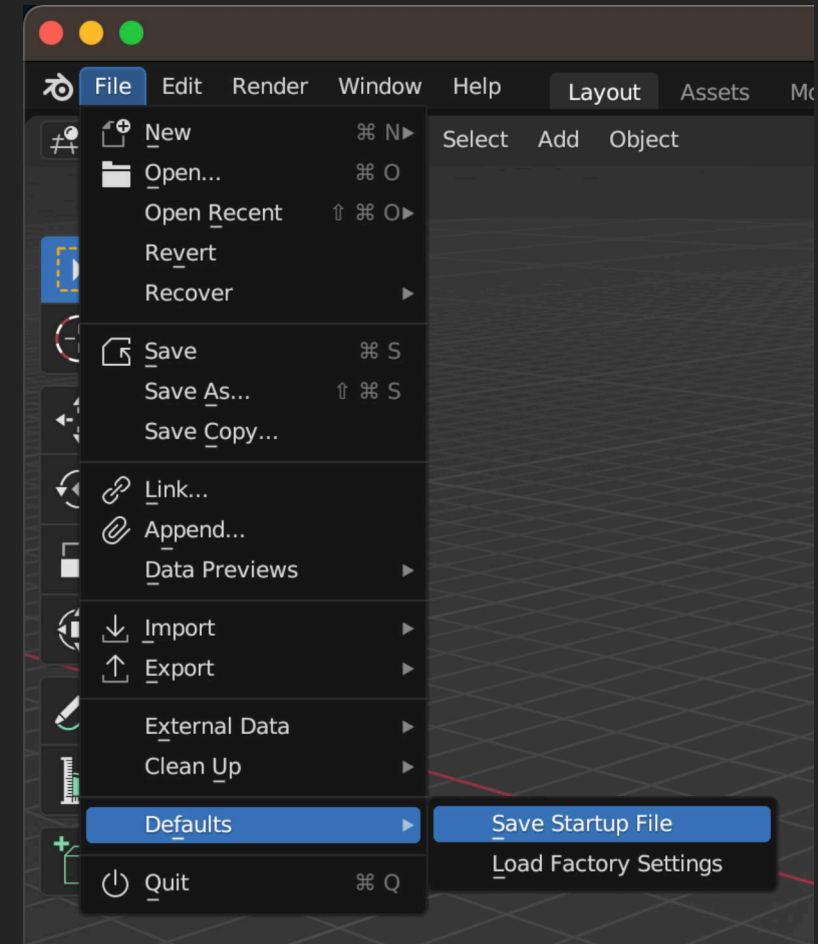 File Edit Render Window Help Layout Assets
Select Add Object
New ⌘ N
Open... ⌘ O
Open Recent ⇧ ⌘ O
Revert
Recover
Save ⌘ S
Save As... ⇧ ⌘ S
Save Copy...
Link...
Append...
Data Previews
Import
Export
External Data
Clean Up
Defaults
Save Startup File
Load Factory Settings
Quit ⌘ Q